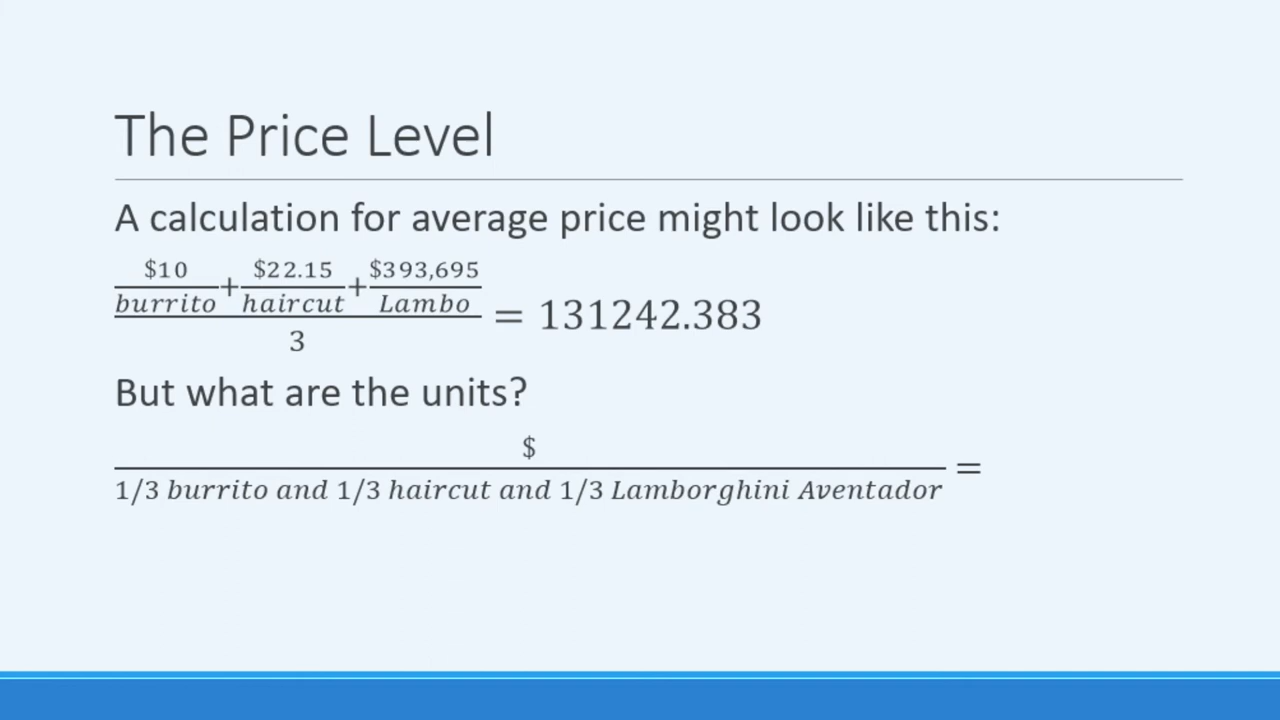 The Price Level
A calculation for average price might look like this:
$10 $22.15 $393,695
burrito + haircut + Lambo
3
= 131242.383
But what are the units?
$
1/3 burrito and 1/3 haircut and 1/3 Lamborghini Aventador =